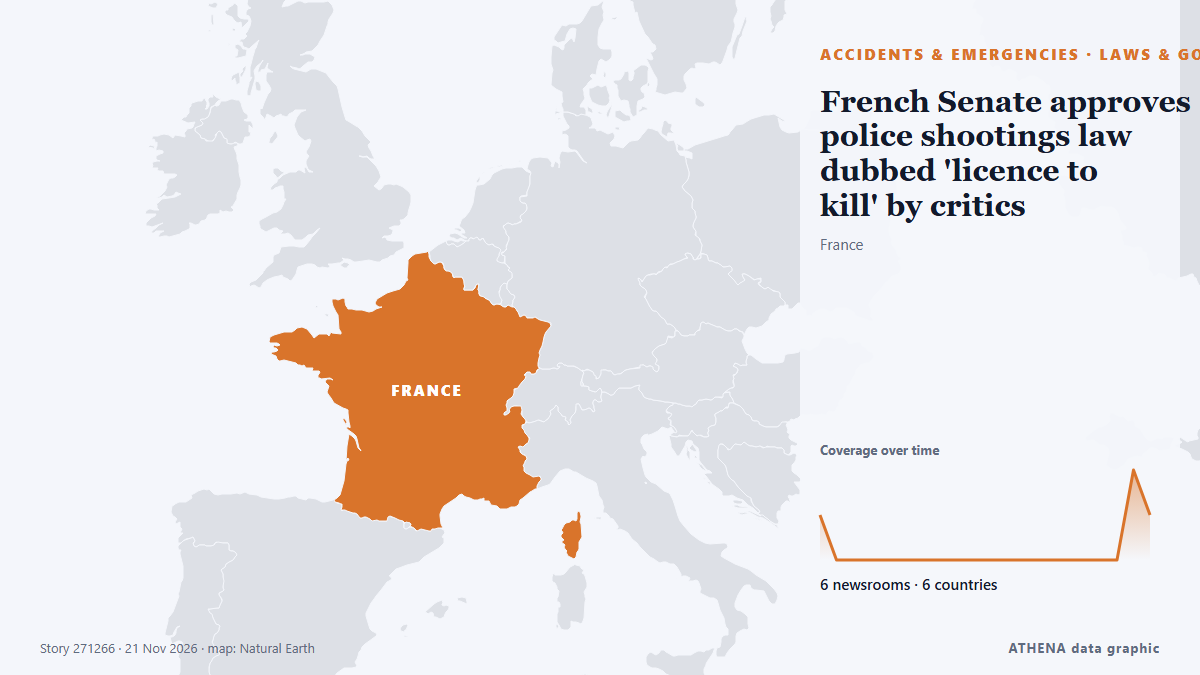 ACCIDENTS & EMERGENCIES · LAWS & GO
French Senate approves
police shootings law
dubbed 'licence to
kill' by critics
France
FRANCE
Coverage over time
6 newsrooms · 6 countries
Story 271266 · 21 Nov 2026 · map: Natural Earth
ATHENA data graphic